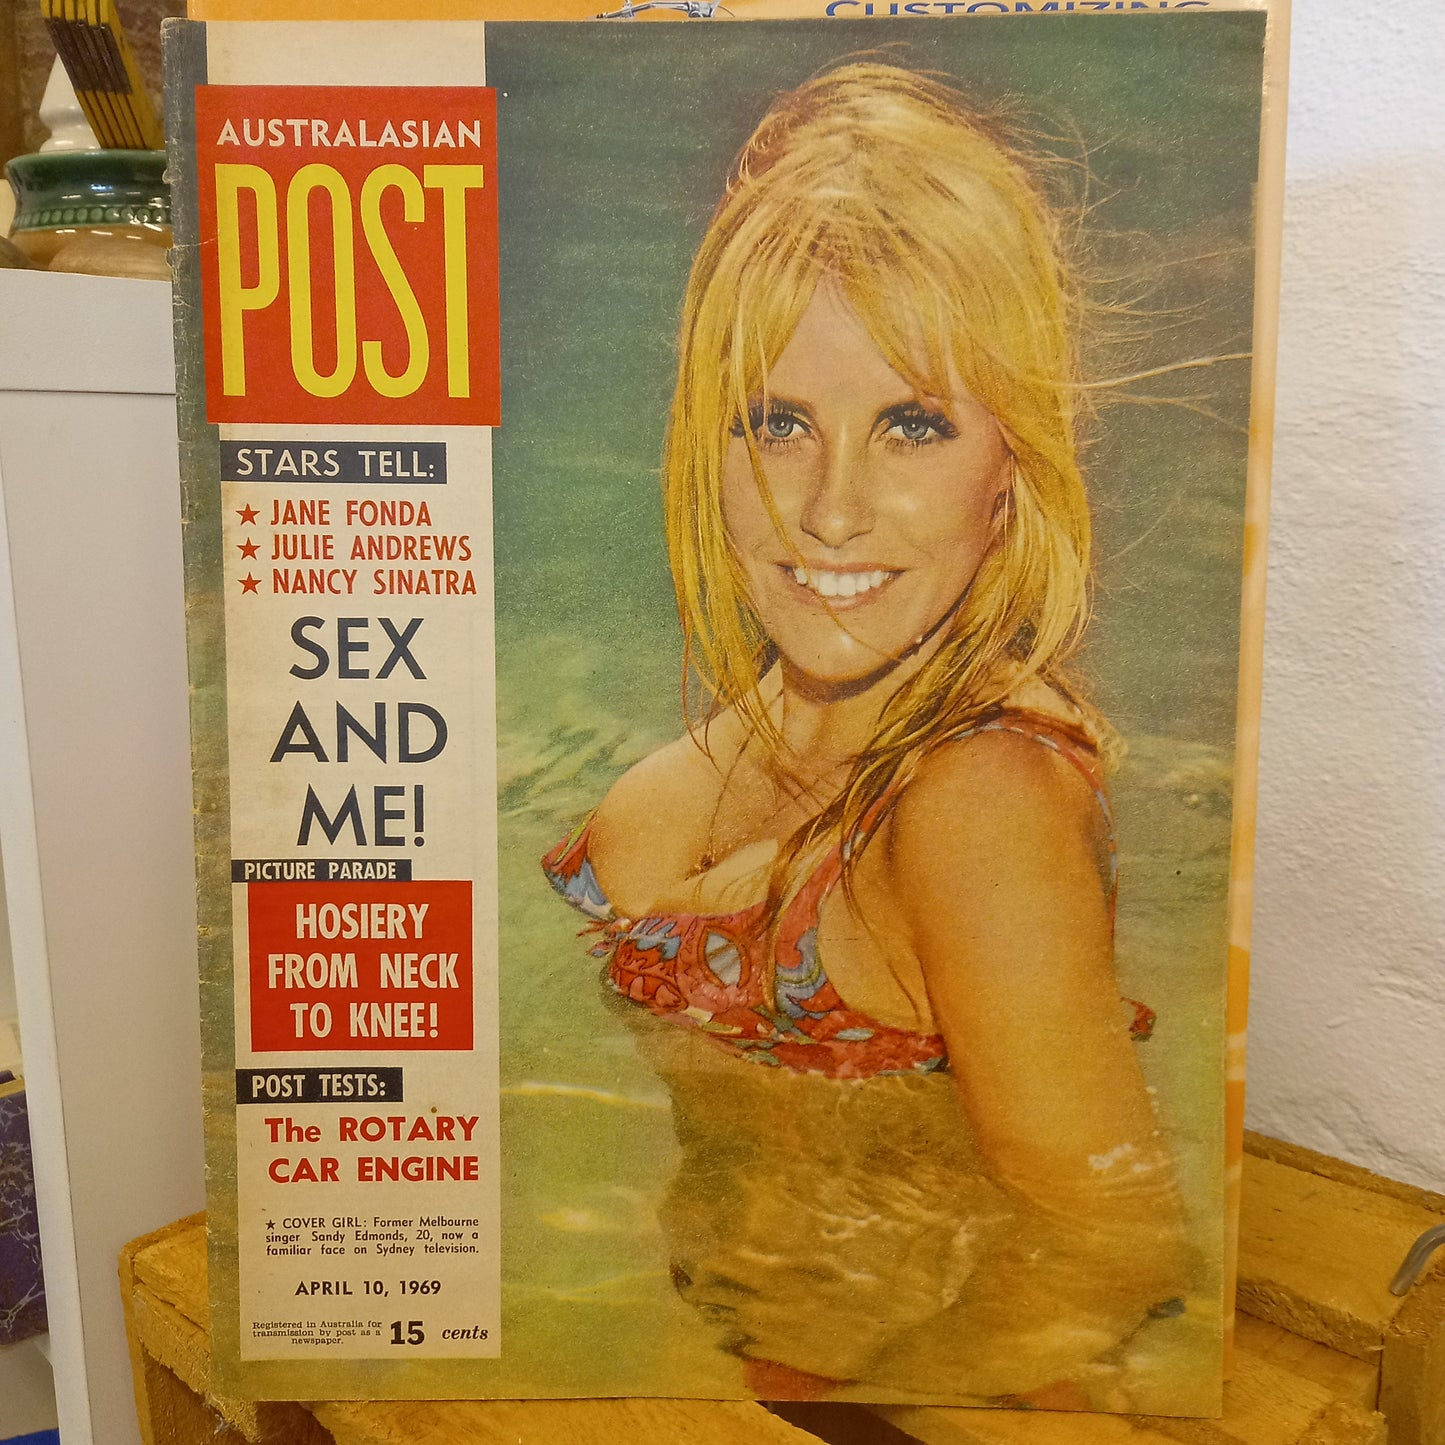 CUSTOMIZING
AUSTRALASIAN
POST
STARS TELL:
★ JANE FONDA
★ JULIE ANDREWS
★ NANCY SINATRA
SEX
AND
ME!
PICTURE PARADE
HOSIERY
FROM NECK
TO KNEE!
POST TESTS:
The ROTARY
CAR ENGINE
★ COVER GIRL: Former Melbourne
singer Sandy Edmonds, 20, now a
familiar face on Sydney television.
APRIL 10, 1969
Registered in Australia for
transmission by post as a
newspaper.
15 cents